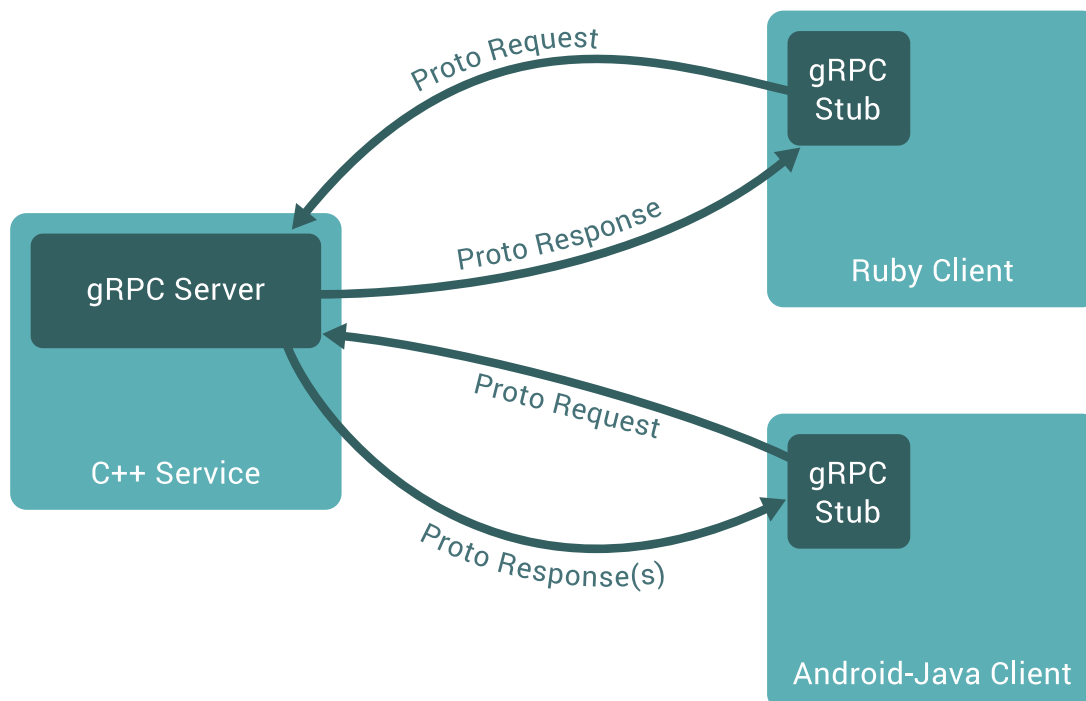 Proto Request
gRPC
Stub
Proto Response
Ruby Client
gRPC Server
C++ Service
Proto Request
gRPC
Stub
Proto Response(s)
Android-Java Client